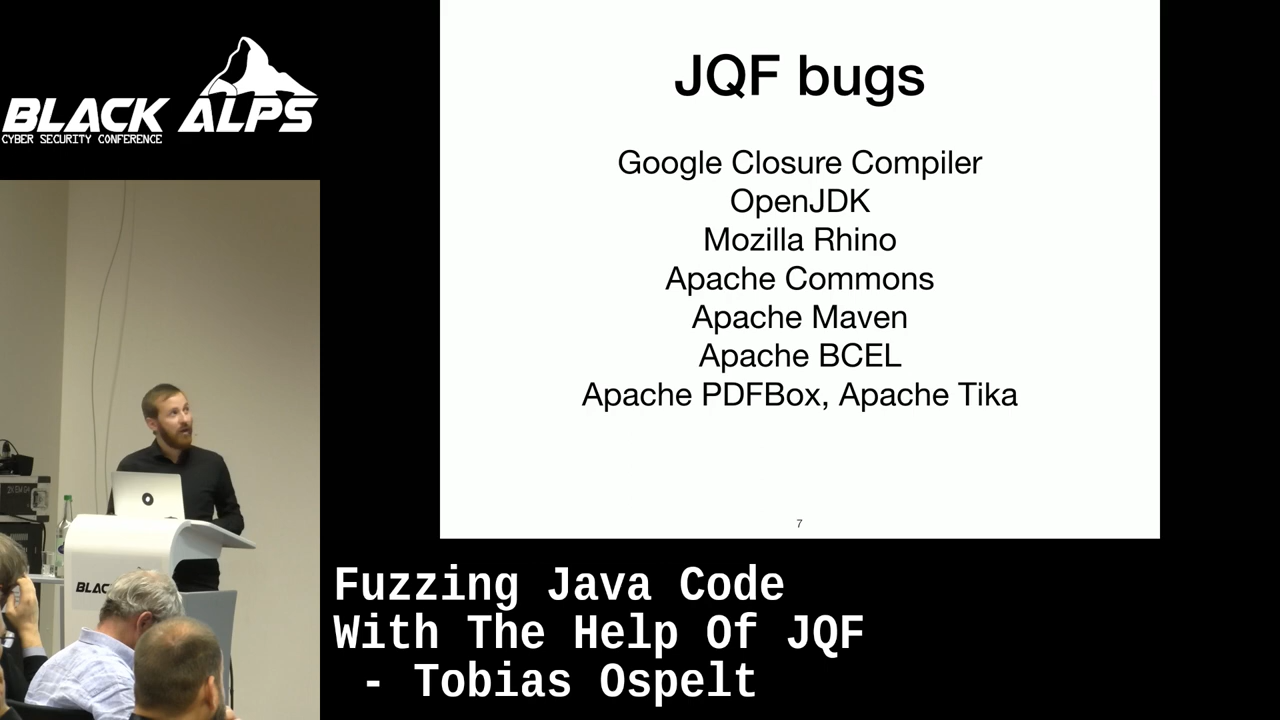 BLACK ALPS
CYBER SECURITY CONFERENCE
JQF bugs
Google Closure Compiler
OpenJDK
Mozilla Rhino
Apache Commons
Apache Maven
Apache BCEL
Apache PDFBox, Apache Tika
7
BLAC
Fuzzing Java Code
With The Help Of JQF
- Tobias Ospelt